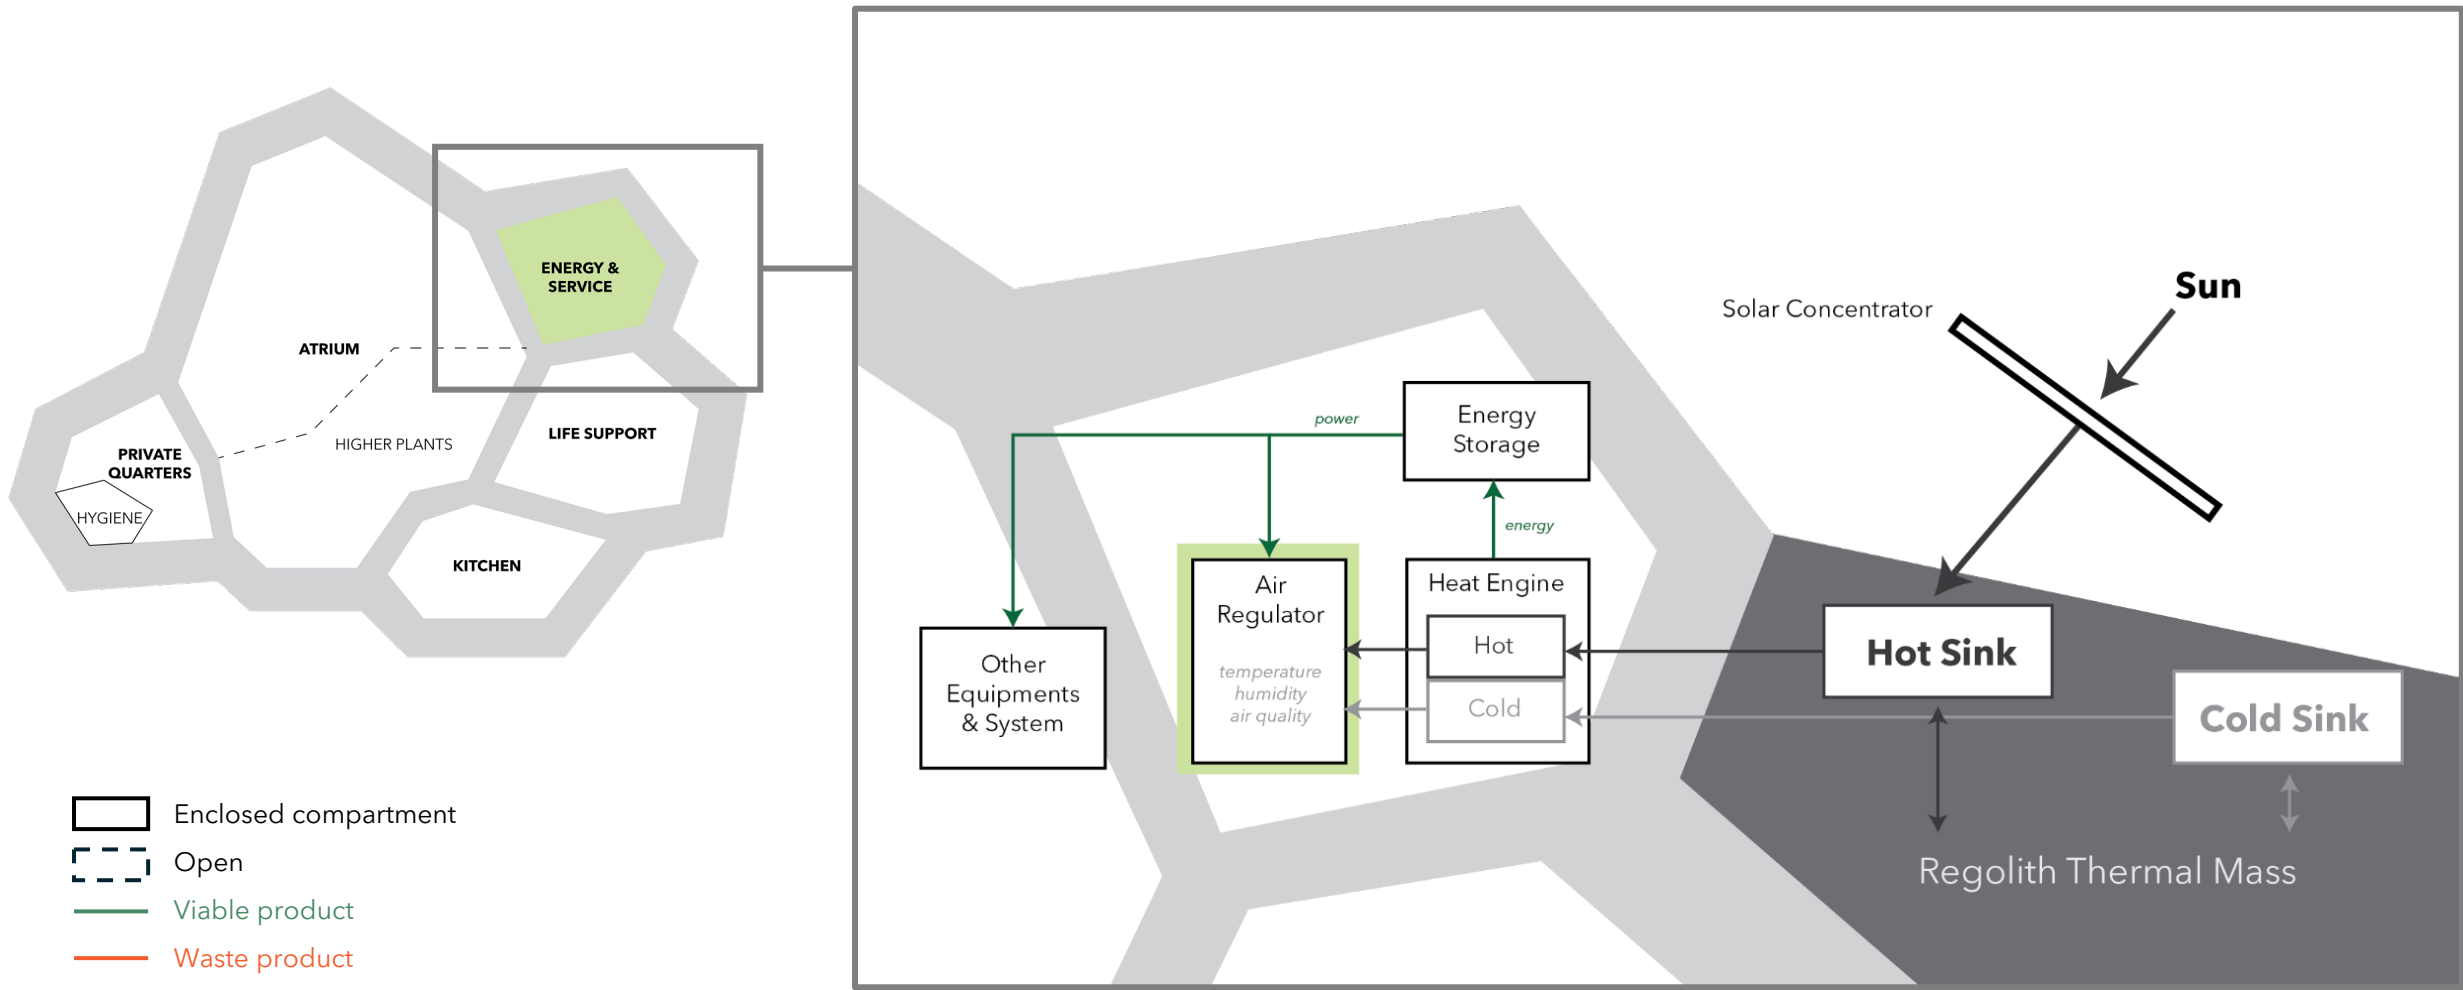 ENERGY &
SERVICE
ATRIUM
HIGHER PLANTS
LIFE SUPPORT
PRIVATE
QUARTERS
HYGIENE
KITCHEN
Enclosed compartment
Open
Viable product
Waste product
Sun
Solar Concentrator
power
Energy
Storage
energy
Air
Regulator
temperature
humidity
air quality
Heat Engine
Hot
Cold
Other
Equipments
& System
Hot Sink
Cold Sink
Regolith Thermal Mass